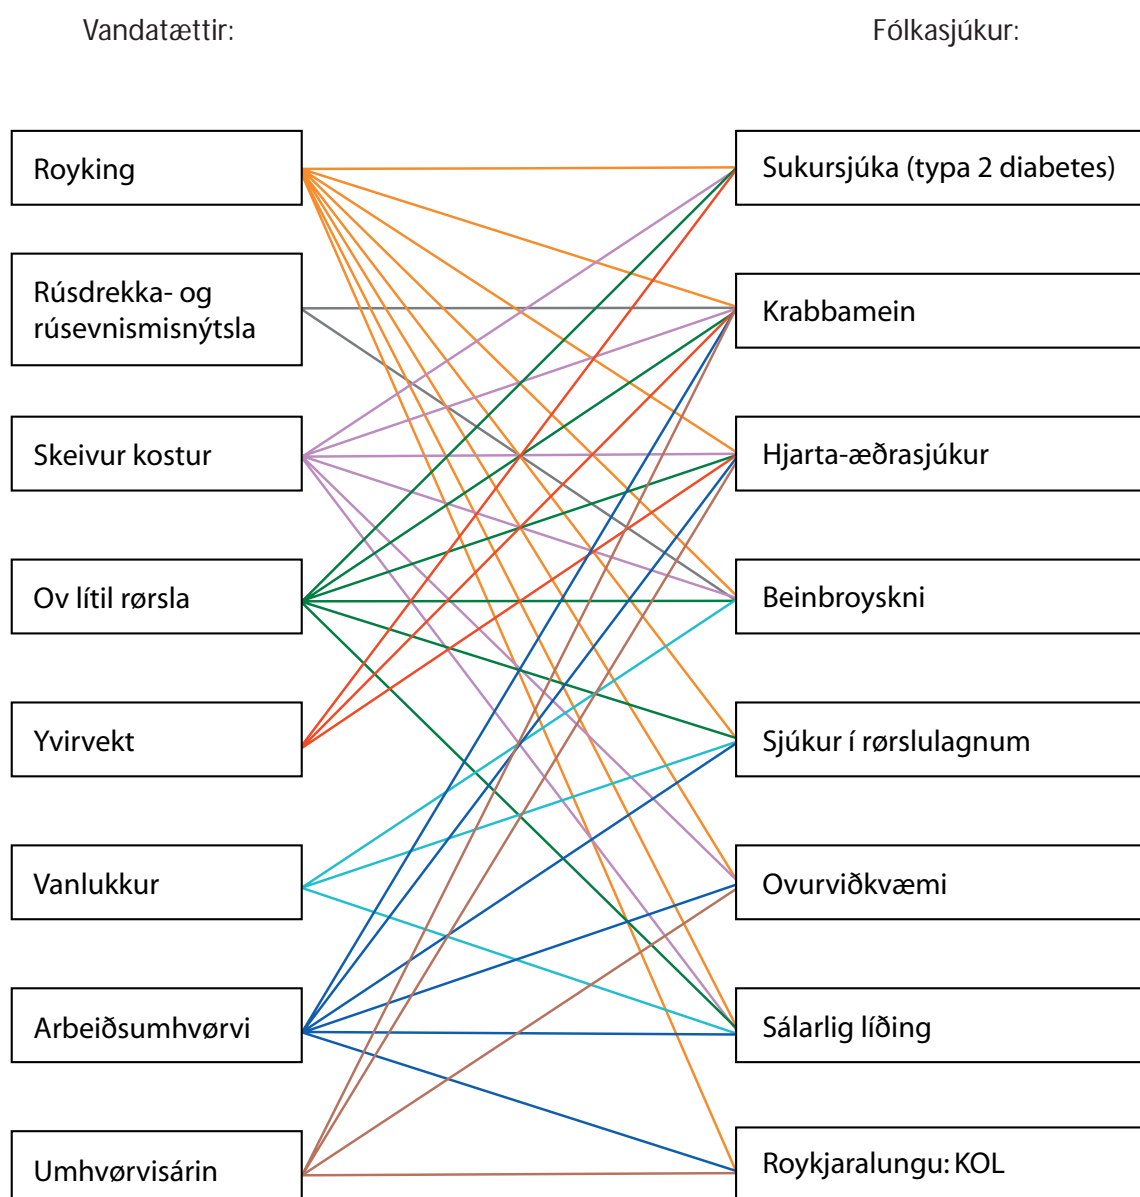 Vandatættir:
Fólkasjúkur:
Royking
Rúsdrekka- og
rúsevnismisnýtsla
Skeivur kostur
Ov lítil rørsla
Yvirvekt
Vanlukkur
Arbeiðsumhvørvi
Umhvørvisárin
Sukursjúka (typa 2 diabetes)
Krabbamein
Hjarta-æðrasjúkur
Beinbroyskni
Sjúkur í rørslulagnum
Ovurviðkvæmi
Sálarlig líðing
Roykjaralungu: KOL